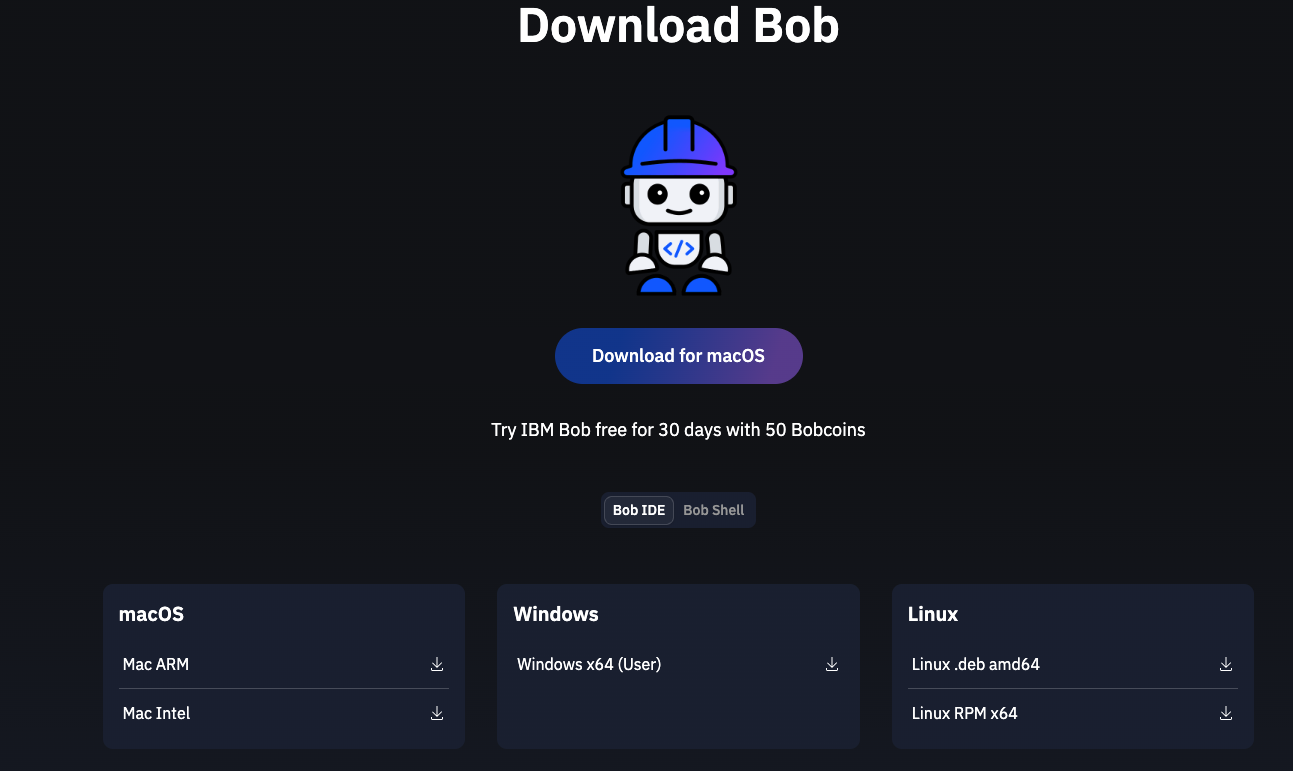 Download Bob
</>
Download for macOS
Try IBM Bob free for 30 days with 50 Bobcoins
Bob IDE Bob Shell
macOS
Mac ARM
Mac Intel
Windows
Windows x64 (User)
Linux
Linux .deb amd64
Linux RPM x64